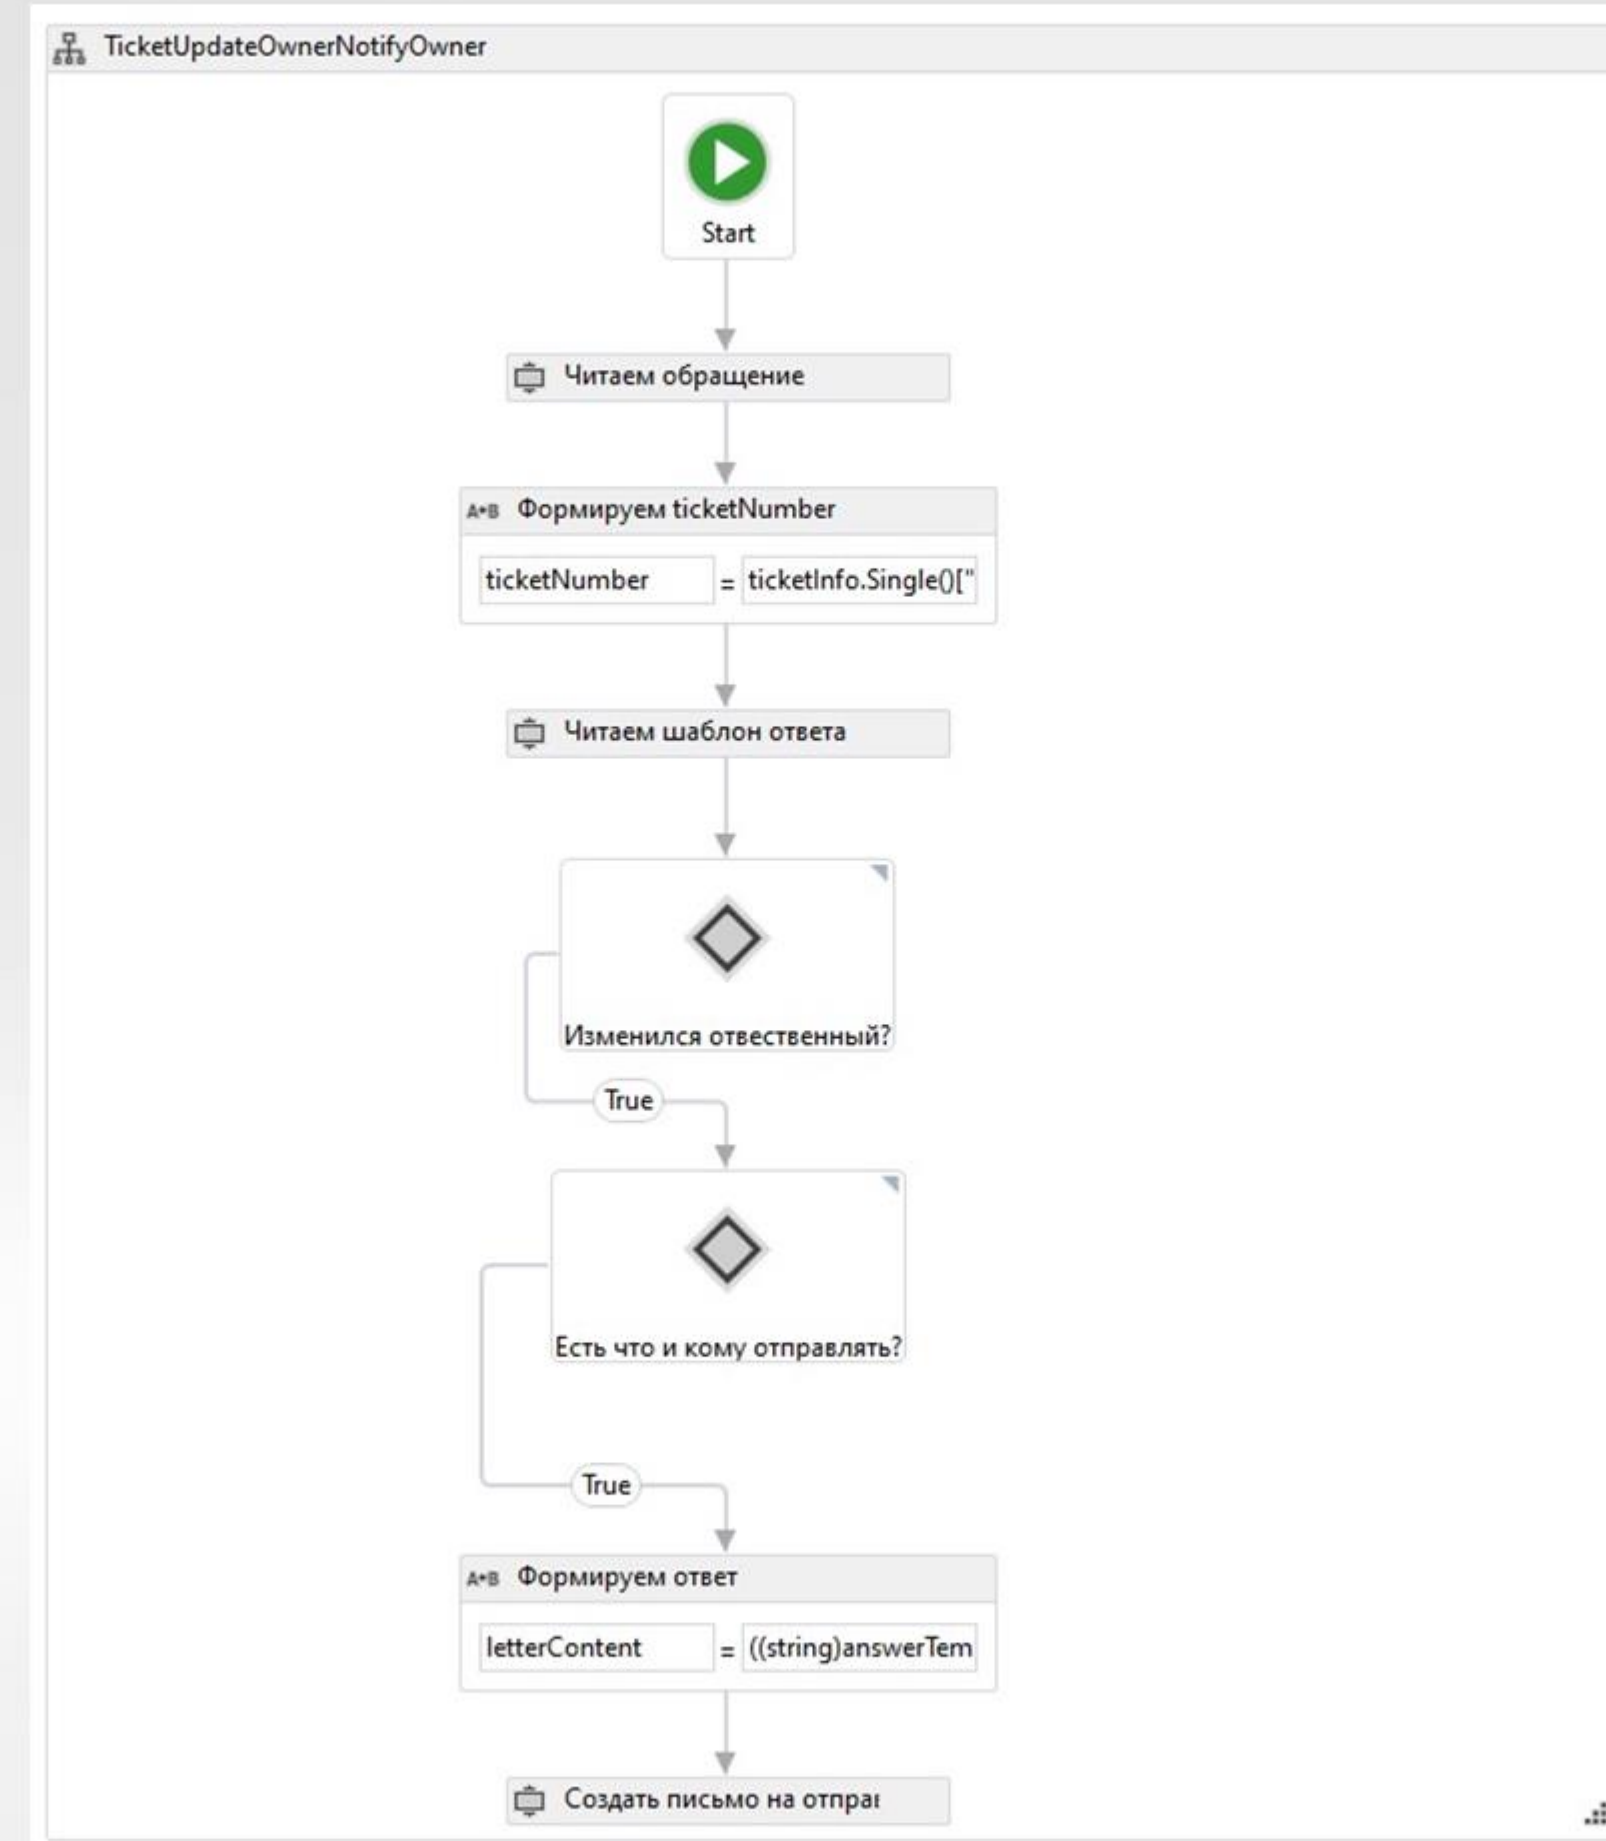 TicketUpdateOwnerNotifyOwner
Start
Читаем обращение
A+B Формируем ticketNumber
ticketNumber = ticketInfo.Single()["
Читаем шаблон ответа
Изменился отвественный?
True
Есть что и кому отправлять?
True
A+B Формируем ответ
letterContent = ((string)answerTem
Создать письмо на